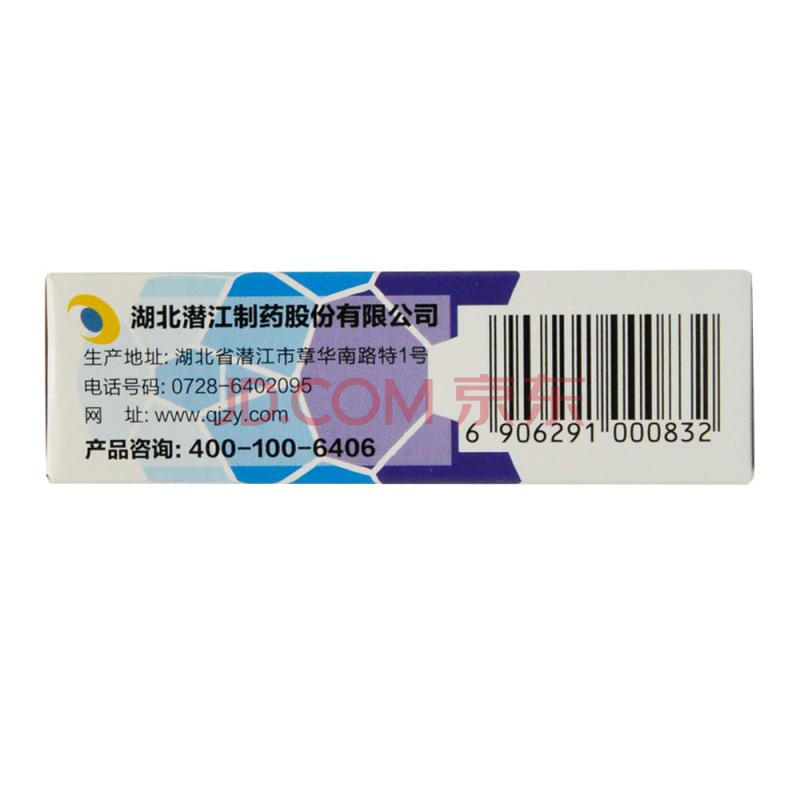 湖北潜江制药股份有限公司
生产地址: 湖北省潜江市章华南路特1号
电话号码: 0728-6402095
网 址: www.qjzy.com
产品咨询: 400-100-6406
JD.COM 京东
6 906291 000832